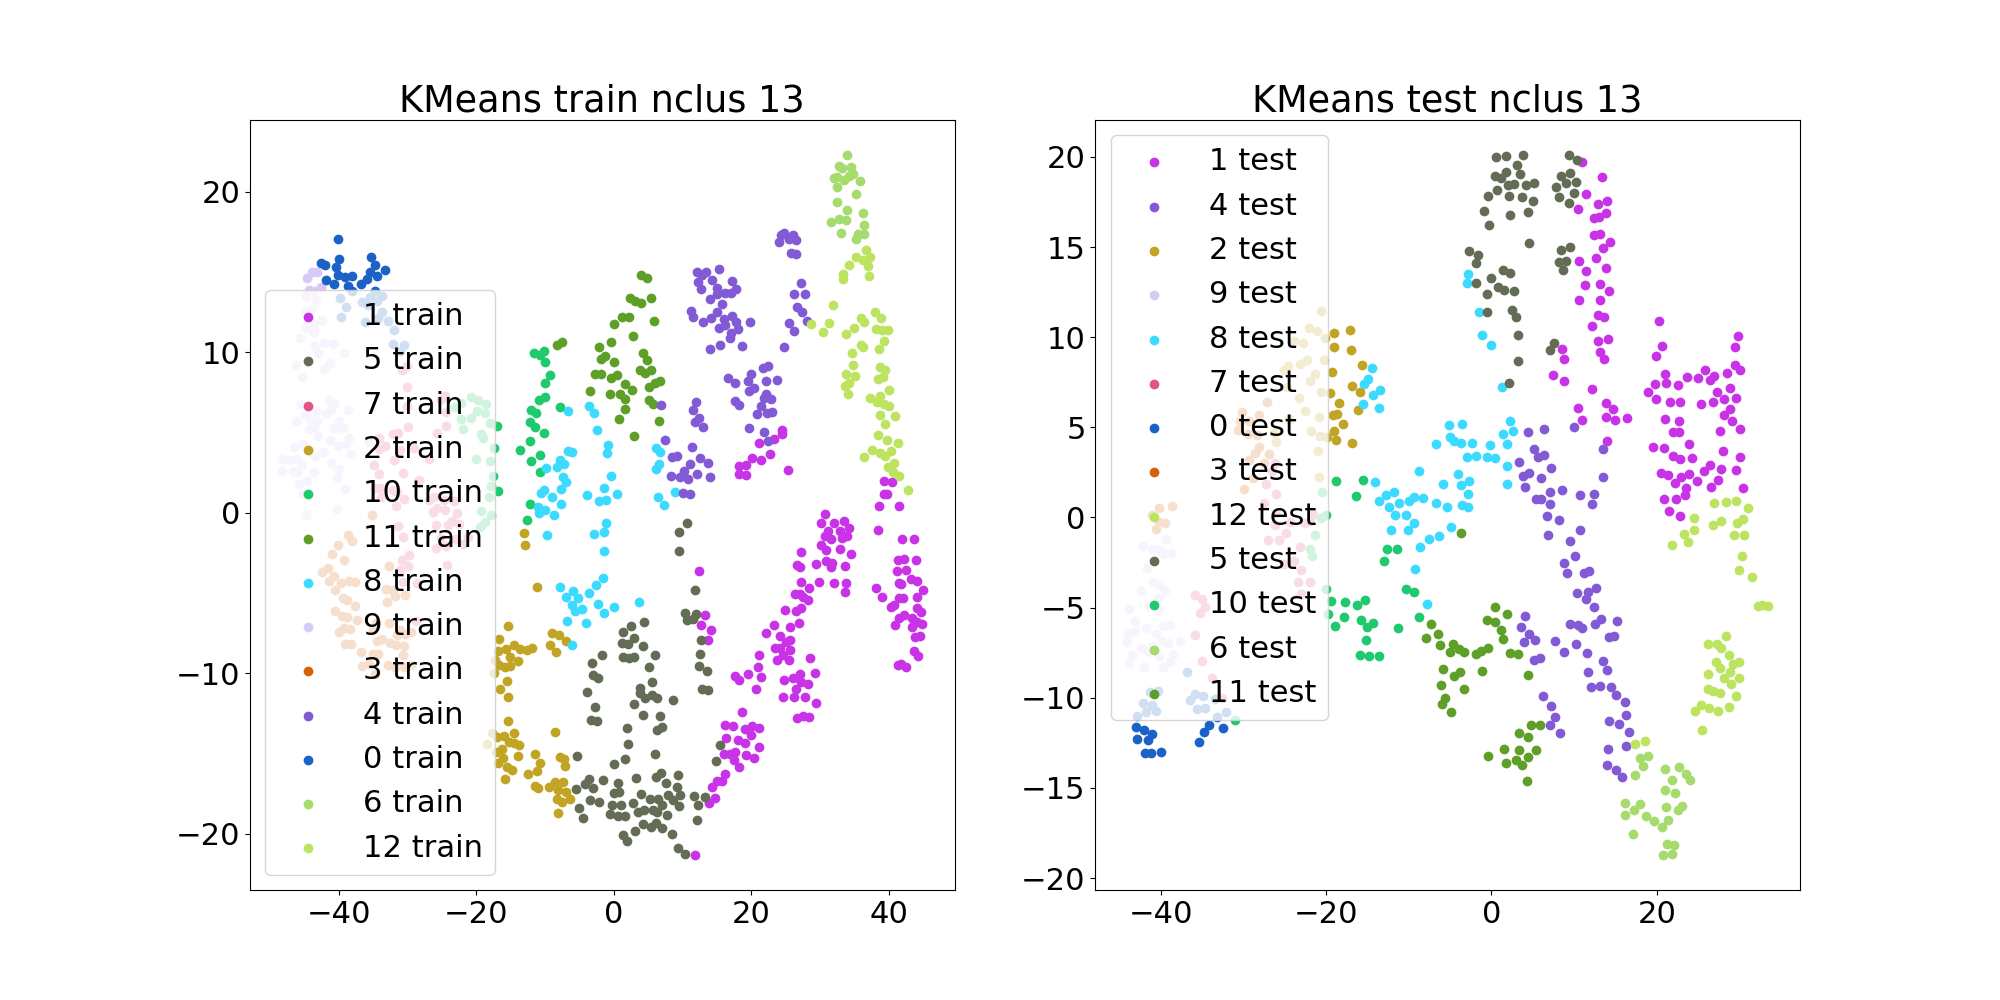 KMeans train nclus 13
20
10
0
−10
−20
−40
−20
0
20
40
1 train
5 train
7 train
2 train
10 train
11 train
8 train
9 train
3 train
4 train
0 train
6 train
12 train
KMeans test nclus 13
20
15
10
5
0
−5
−10
−15
−20
−40
−20
0
20
1 test
4 test
2 test
9 test
8 test
7 test
0 test
3 test
12 test
5 test
10 test
6 test
11 test